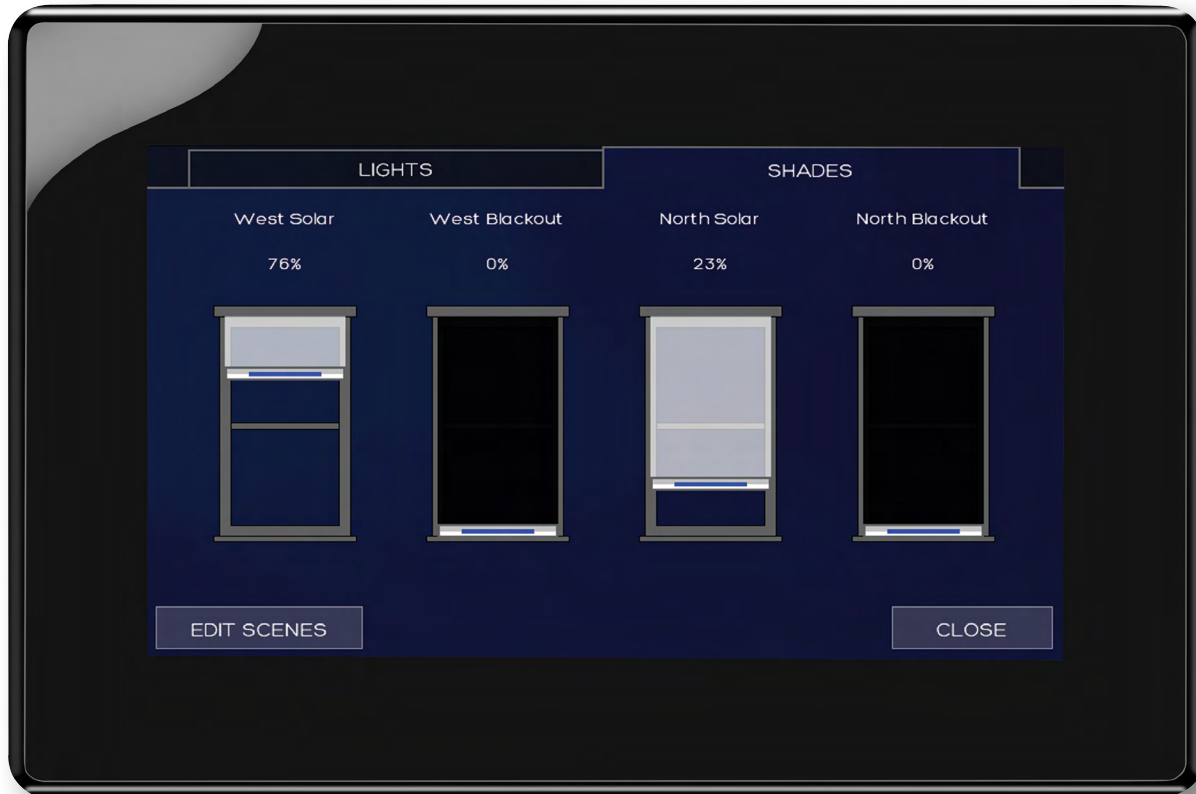 LIGHTS
SHADES
West Solar
West Blackout
North Solar
North Blackout
76%
0%
23%
0%
EDIT SCENES
CLOSE